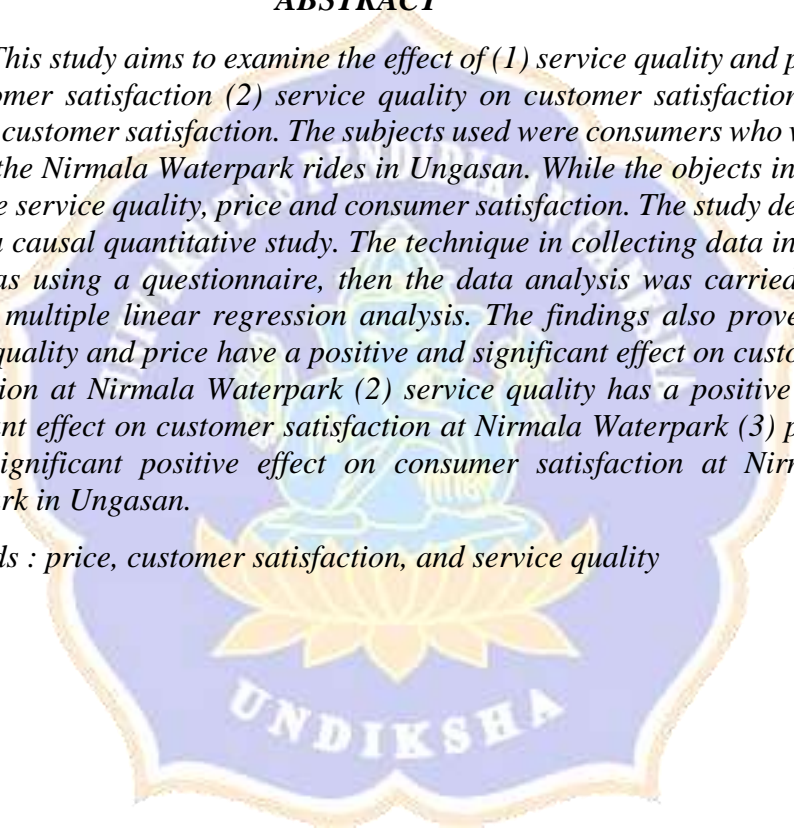 ABSTRACT
This study aims to examine the effect of (1) service quality and p
omer satisfaction (2) service quality on customer satisfaction
customer satisfaction. The subjects used were consumers who v
the Nirmala Waterpark rides in Ungasan. While the objects in
e service quality, price and consumer satisfaction. The study de
a causal quantitative study. The technique in collecting data in
as using a questionnaire, then the data analysis was carried
multiple linear regression analysis. The findings also prove
quality and price have a positive and significant effect on custo
ion at Nirmala Waterpark (2) service quality has a positive
nt effect on customer satisfaction at Nirmala Waterpark (3) p
ignificant positive effect on consumer satisfaction at Nirm
rk in Ungasan.
ds : price, customer satisfaction, and service quality
UNDIKSHA